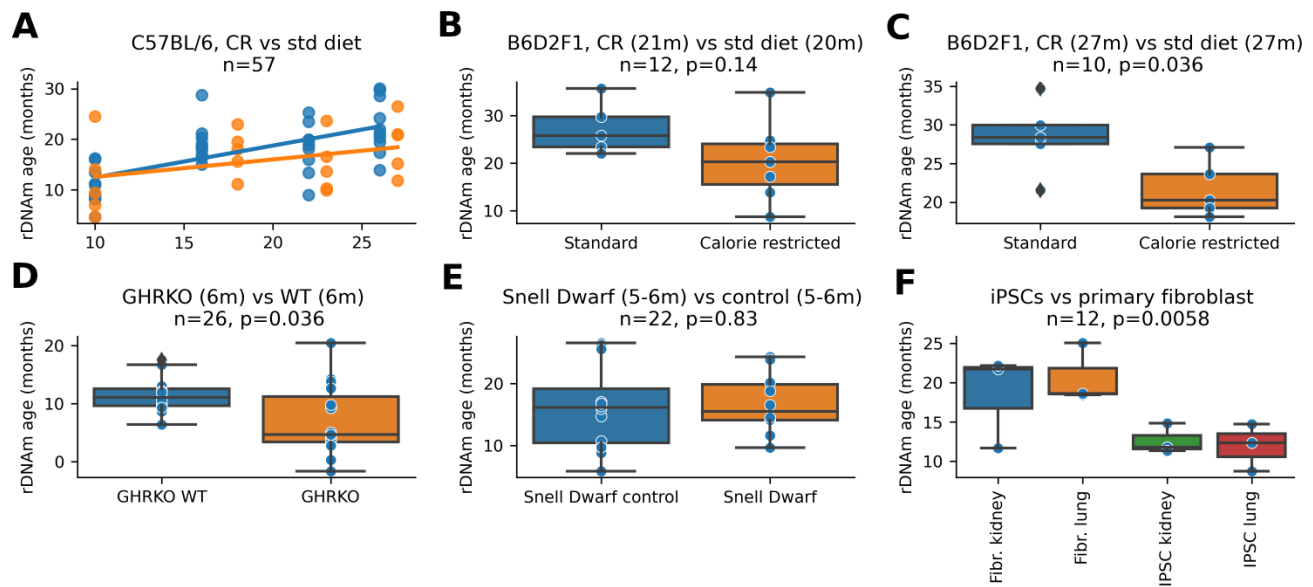 A
C57BL/6, CR vs std diet
n=57
rDNAm age (months)
30
20
10
10
15
20
25
B
B6D2F1, CR (21m) vs std diet (20m)
n=12, p=0.14
rDNAm age (months)
30
20
10
Standard
Calorie restricted
C
B6D2F1, CR (27m) vs std diet (27m)
n=10, p=0.036
rDNAm age (months)
35
30
25
20
Standard
Calorie restricted
D
GHRKO (6m) vs WT (6m)
n=26, p=0.036
rDNAm age (months)
20
10
0
GHRKO WT
GHRKO
E
Snell Dwarf (5-6m) vs control (5-6m)
n=22, p=0.83
rDNAm age (months)
20
10
Snell Dwarf control
Snell Dwarf
F
iPSCs vs primary fibroblast
n=12, p=0.0058
rDNAm age (months)
25
20
15
10
Fibr. kidney
Fibr. lung
IPSC kidney
IPSC lung